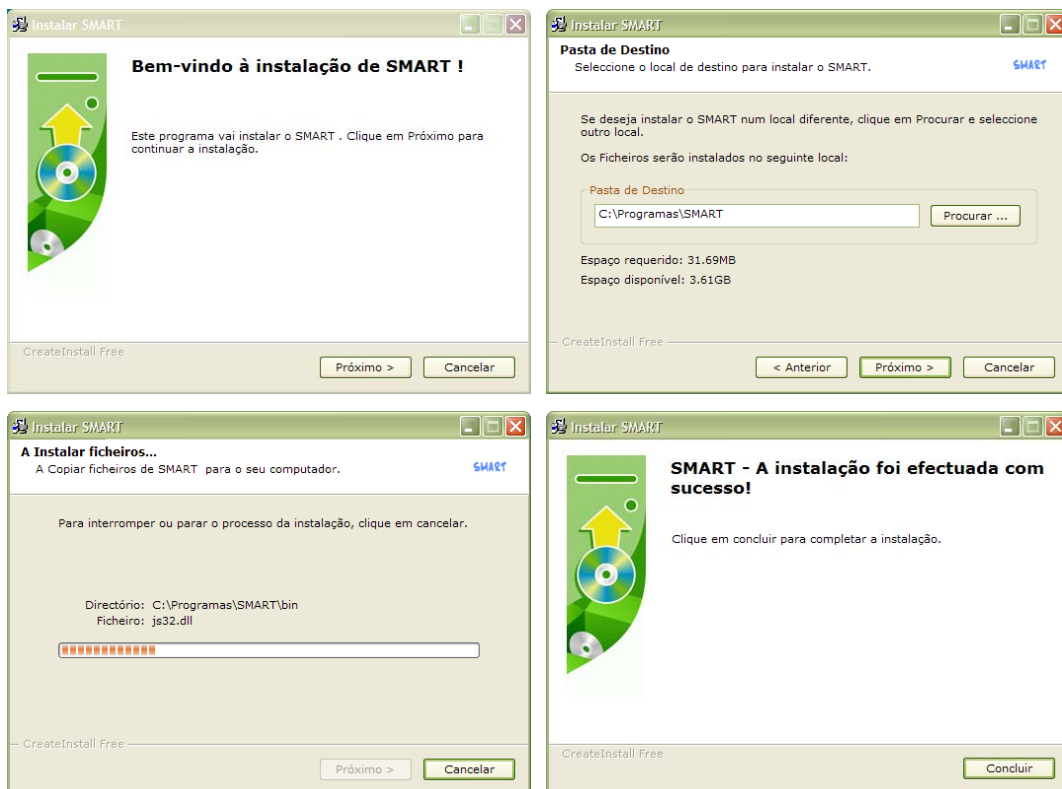 Instalar SMART
Bem-vindo à instalação de SMART !
Este programa vai instalar o SMART . Clique em Próximo para
continuar a instalação.
CreateInstall Free
Próximo >
Cancelar
Instalar SMART
Pasta de Destino
Seleccione o local de destino para instalar o SMART.
SMART
Se deseja instalar o SMART num local diferente, clique em Procurar e seleccione
outro local.
Os Ficheiros serão instalados no seguinte local:
Pasta de Destino
C:\Programas\SMART
Procurar ...
Espaço requerido: 31.69MB
Espaço disponível: 3.61GB
CreateInstall Free
< Anterior
Próximo >
Cancelar
Instalar SMART
A Instalar ficheiros...
A Copiar ficheiros de SMART para o seu computador.
SMART
Para interromper ou parar o processo da instalação, clique em cancelar.
Directório: C:\Programas\SMART\bin
Ficheiro: js32.dll
CreateInstall Free
Próximo >
Cancelar
Instalar SMART
SMART - A instalação foi efectuada com
sucesso!
Clique em concluir para completar a instalação.
CreateInstall Free
Concluir